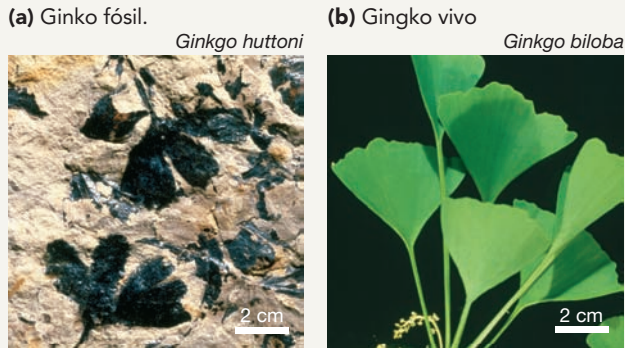 (a) Ginko fósil.
Ginkgo huttoni
2 cm
(b) Gingko vivo
Ginkgo biloba
2 cm